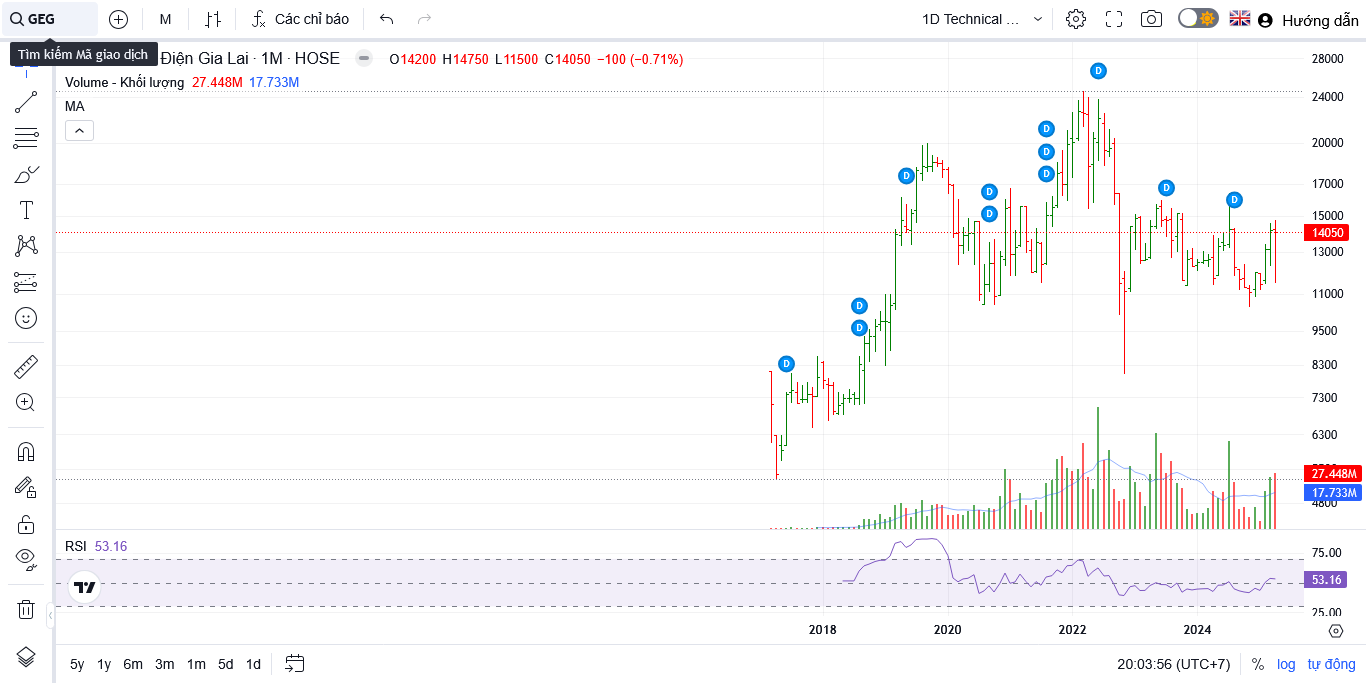 GEG
M
Các chỉ báo
1D Technical ...
Hướng dẫn
Tìm kiếm Mã giao dịch
Điện Gia Lai · 1M · HOSE
O14200 H14750 L11500 C14050 −100 (−0.71%)
Volume - Khối lượng 27.448M 17.733M
MA
D
D
D
D
D
D
D
D
D
D
D
D
28000
24000
20000
17000
15000
14050
13000
11000
9500
8300
7300
6300
27.448M
17.733M
4800
RSI 53.16
75.00
53.16
25.00
2018
2020
2022
2024
5y 1y 6m 3m 1m 5d 1d
20:03:56 (UTC+7)
% log tự động